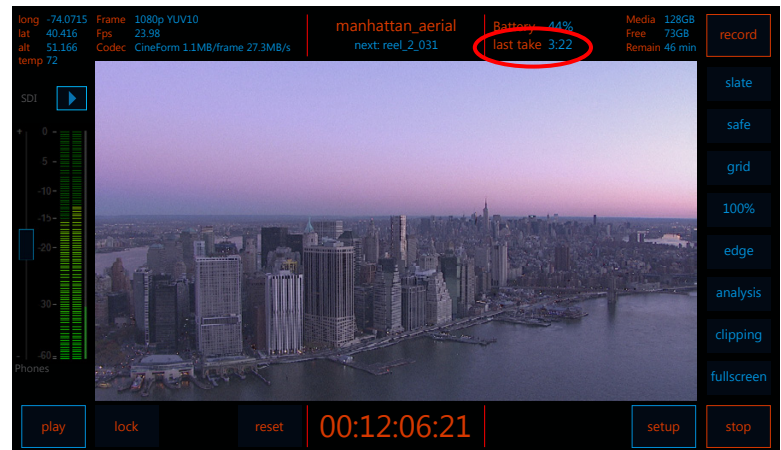 long -74.0715
lat 40.416
alt 51.166
temp 72
Frame 1080p YUV10
Fps 23.98
Codec CineForm 1.1MB/frame 27.3MB/s
manhattan_aerial
next: reel_2_031
Battery 44%
last take 3:22
Media 128GB
Free 73GB
Remain 46 min
record
SDI
slate
safe
grid
100%
edge
analysis
clipping
fullscreen
+ 0 -
5 -
-10-
-15-
-20-
30-
- -60-
Phones
play
lock
reset
00:12:06:21
setup
stop